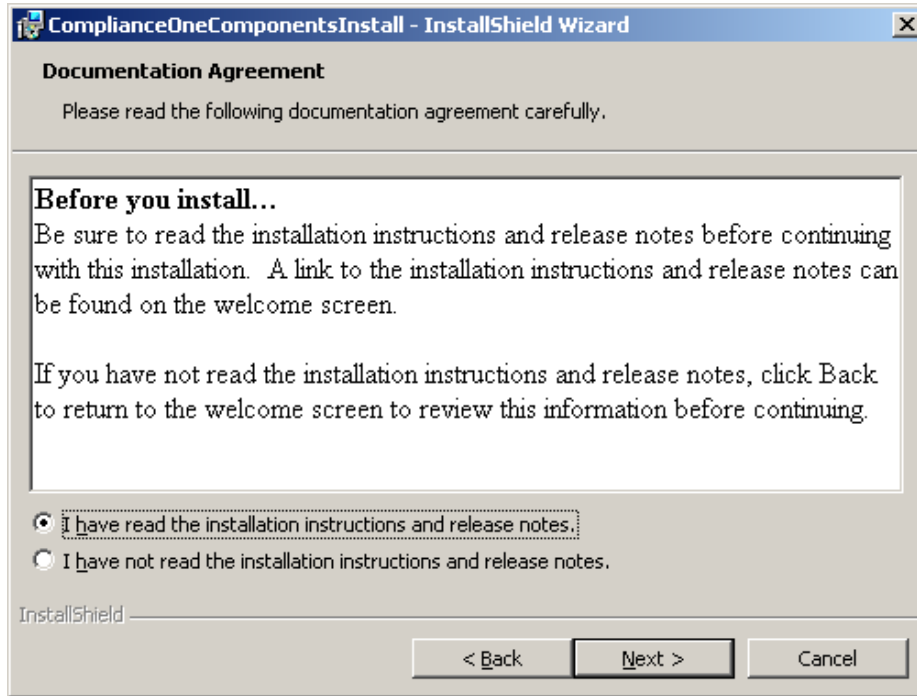 ComplianceOneComponentsInstall - InstallShield Wizard
Documentation Agreement
Please read the following documentation agreement carefully.
Before you install...
Be sure to read the installation instructions and release notes before continuing
with this installation.  A link to the installation instructions and release notes can
be found on the welcome screen.
If you have not read the installation instructions and release notes, click Back
to return to the welcome screen to review this information before continuing.
I have read the installation instructions and release notes.
I have not read the installation instructions and release notes.
InstallShield
< Back
Next >
Cancel